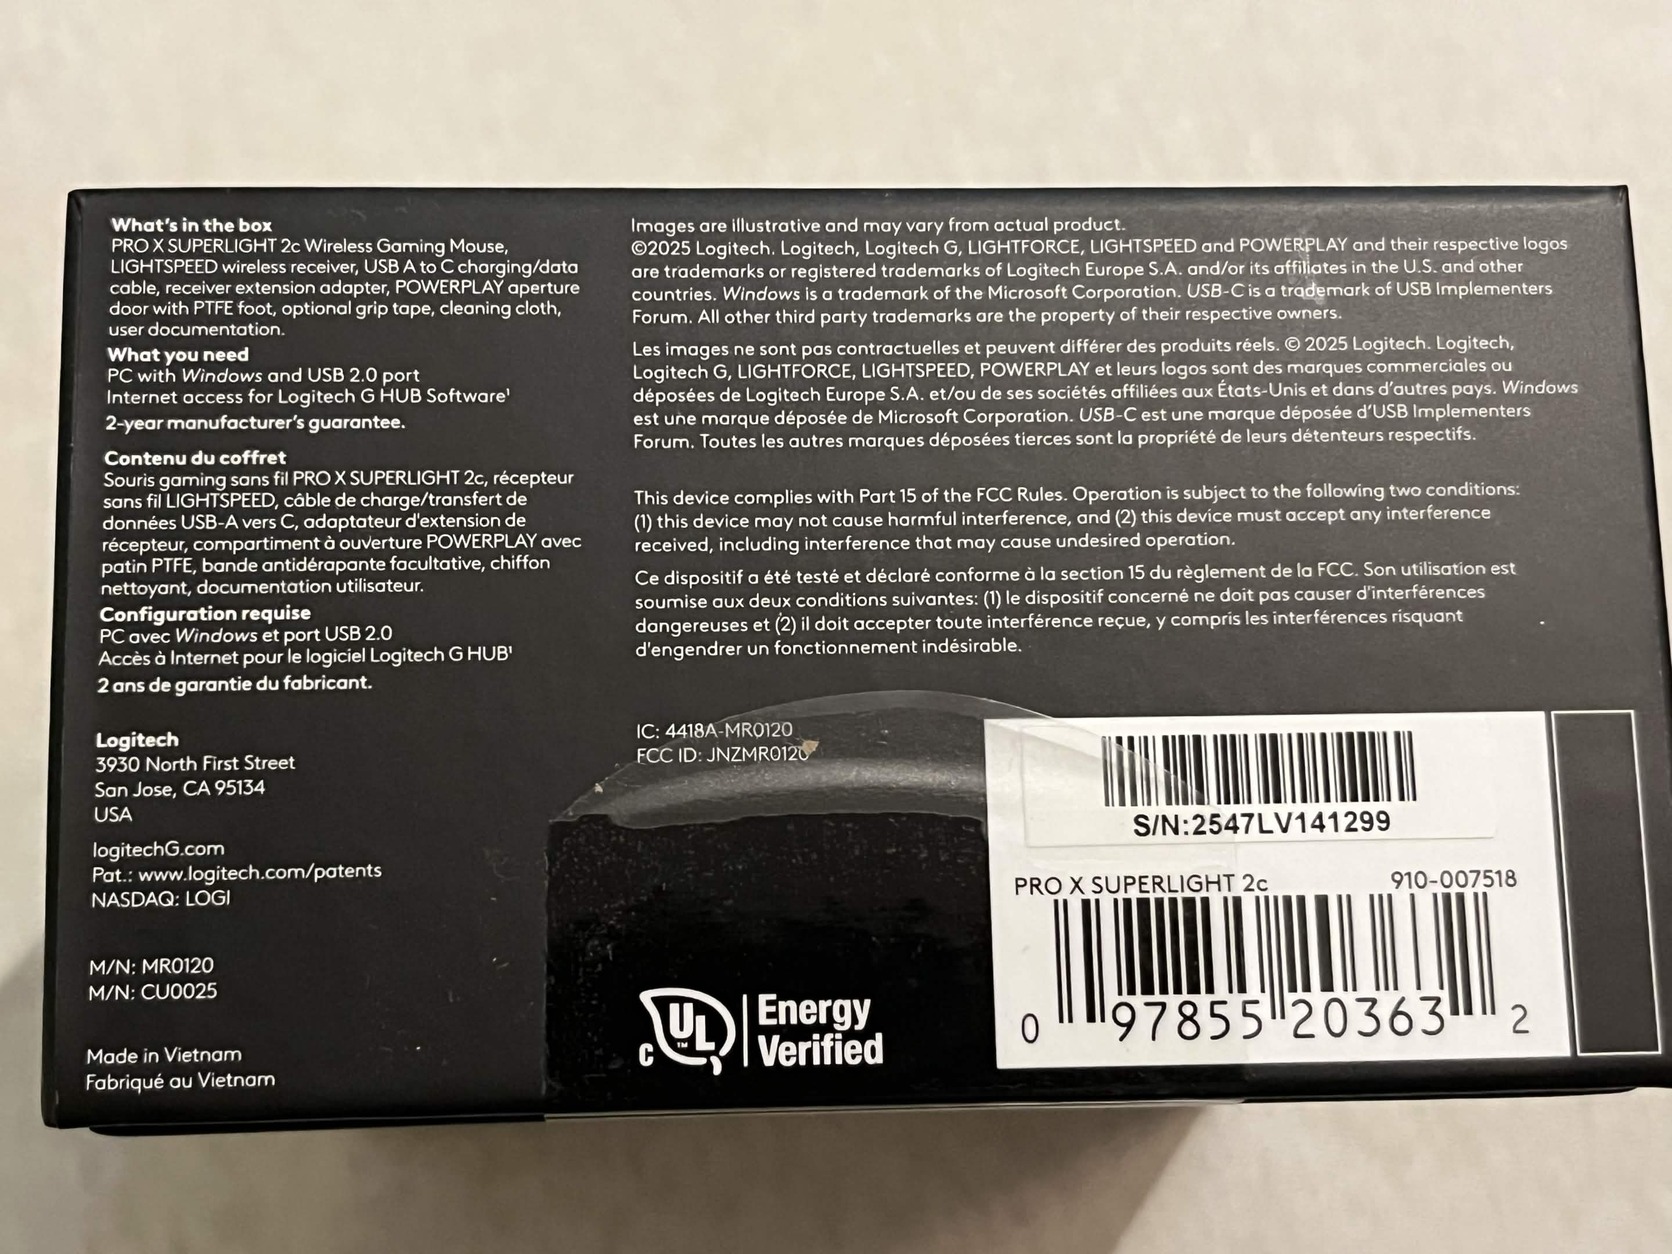 What's in the box
PRO X SUPERLIGHT 2c Wireless Gaming Mouse,
LIGHTSPEED wireless receiver, USB A to C charging/data
cable, receiver extension adapter, POWERPLAY aperture
door with PTFE foot, optional grip tape, cleaning cloth,
user documentation.
What you need
PC with Windows and USB 2.0 port
Internet access for Logitech G HUB Software¹
2-year manufacturer's guarantee.
Contenu du coffret
Souris gaming sans fil PRO X SUPERLIGHT 2c, récepteur
sans fil LIGHTSPEED, câble de charge/transfert de
données USB-A vers C, adaptateur d'extension de
récepteur, compartiment à ouverture POWERPLAY avec
patin PTFE, bande antidérapante facultative, chiffon
nettoyant, documentation utilisateur.
Configuration requise
PC avec Windows et port USB 2.0
Accès à Internet pour le logiciel Logitech G HUB¹
2 ans de garantie du fabricant.
Logitech
3930 North First Street
San Jose, CA 95134
USA
logitechG.com
Pat.: www.logitech.com/patents
NASDAQ: LOGI
M/N: MR0120
M/N: CU0025
Made in Vietnam
Fabriqué au Vietnam
Images are illustrative and may vary from actual product.
©2025 Logitech. Logitech, Logitech G, LIGHTFORCE, LIGHTSPEED and POWERPLAY and their respective logos
are trademarks or registered trademarks of Logitech Europe S.A. and/or its affiliates in the U.S. and other
countries. Windows is a trademark of the Microsoft Corporation. USB-C is a trademark of USB Implementers
Forum. All other third party trademarks are the property of their respective owners.
Les images ne sont pas contractuelles et peuvent différer des produits réels. © 2025 Logitech. Logitech,
Logitech G, LIGHTFORCE, LIGHTSPEED, POWERPLAY et leurs logos sont des marques commerciales ou
déposées de Logitech Europe S.A. et/ou de ses sociétés affiliées aux États-Unis et dans d'autres pays. Windows
est une marque déposée de Microsoft Corporation. USB-C est une marque déposée d'USB Implementers
Forum. Toutes les autres marques déposées tierces sont la propriété de leurs détenteurs respectifs.
This device complies with Part 15 of the FCC Rules. Operation is subject to the following two conditions:
(1) this device may not cause harmful interference, and (2) this device must accept any interference
received, including interference that may cause undesired operation.
Ce dispositif a été testé et déclaré conforme à la section 15 du règlement de la FCC. Son utilisation est
soumise aux deux conditions suivantes: (1) le dispositif concerné ne doit pas causer d'interférences
dangereuses et (2) il doit accepter toute interférence reçue, y compris les interférences risquant
d'engendrer un fonctionnement indésirable.
IC: 4418A-MR0120
FCC ID: JNZMR0120
C UL ™ Energy
Verified
S/N:2547LV141299
PRO X SUPERLIGHT 2c 910-007518
0 97855 20363 2